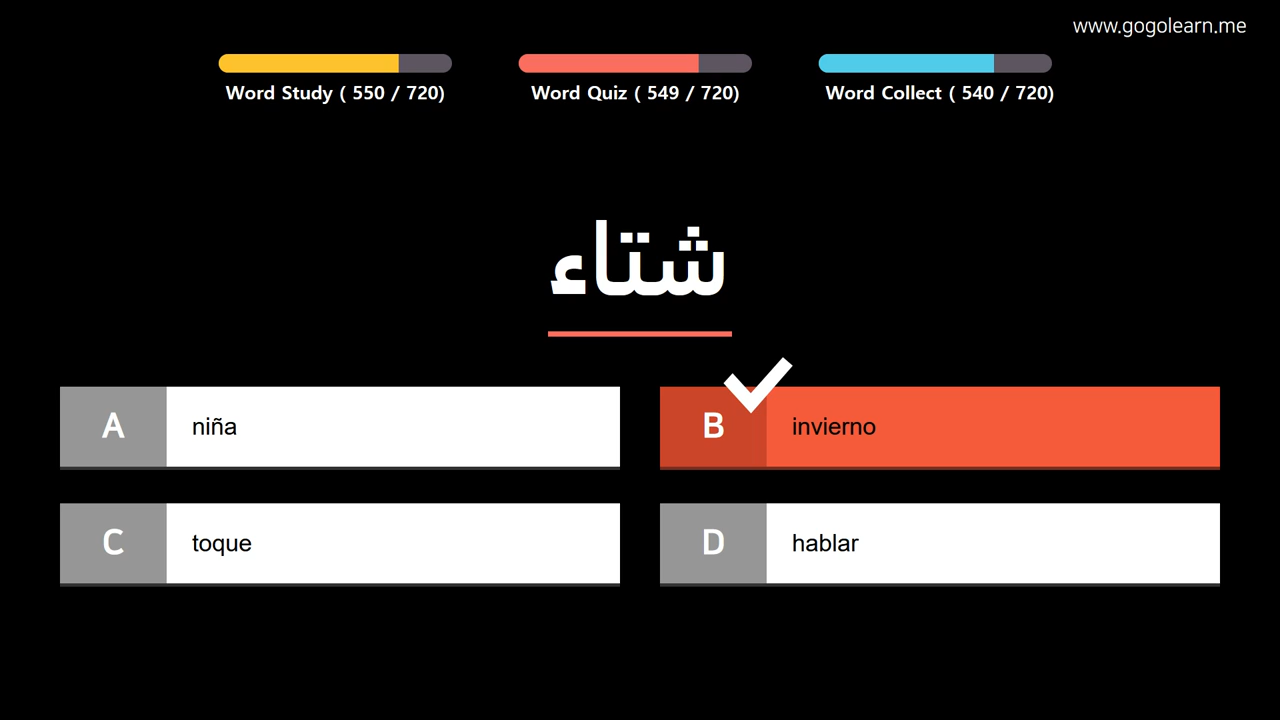 www.gogolearn.me
Word Study ( 550 / 720)
Word Quiz ( 549 / 720)
Word Collect ( 540 / 720)
شتاء
A niña
B invierno
C toque
D hablar